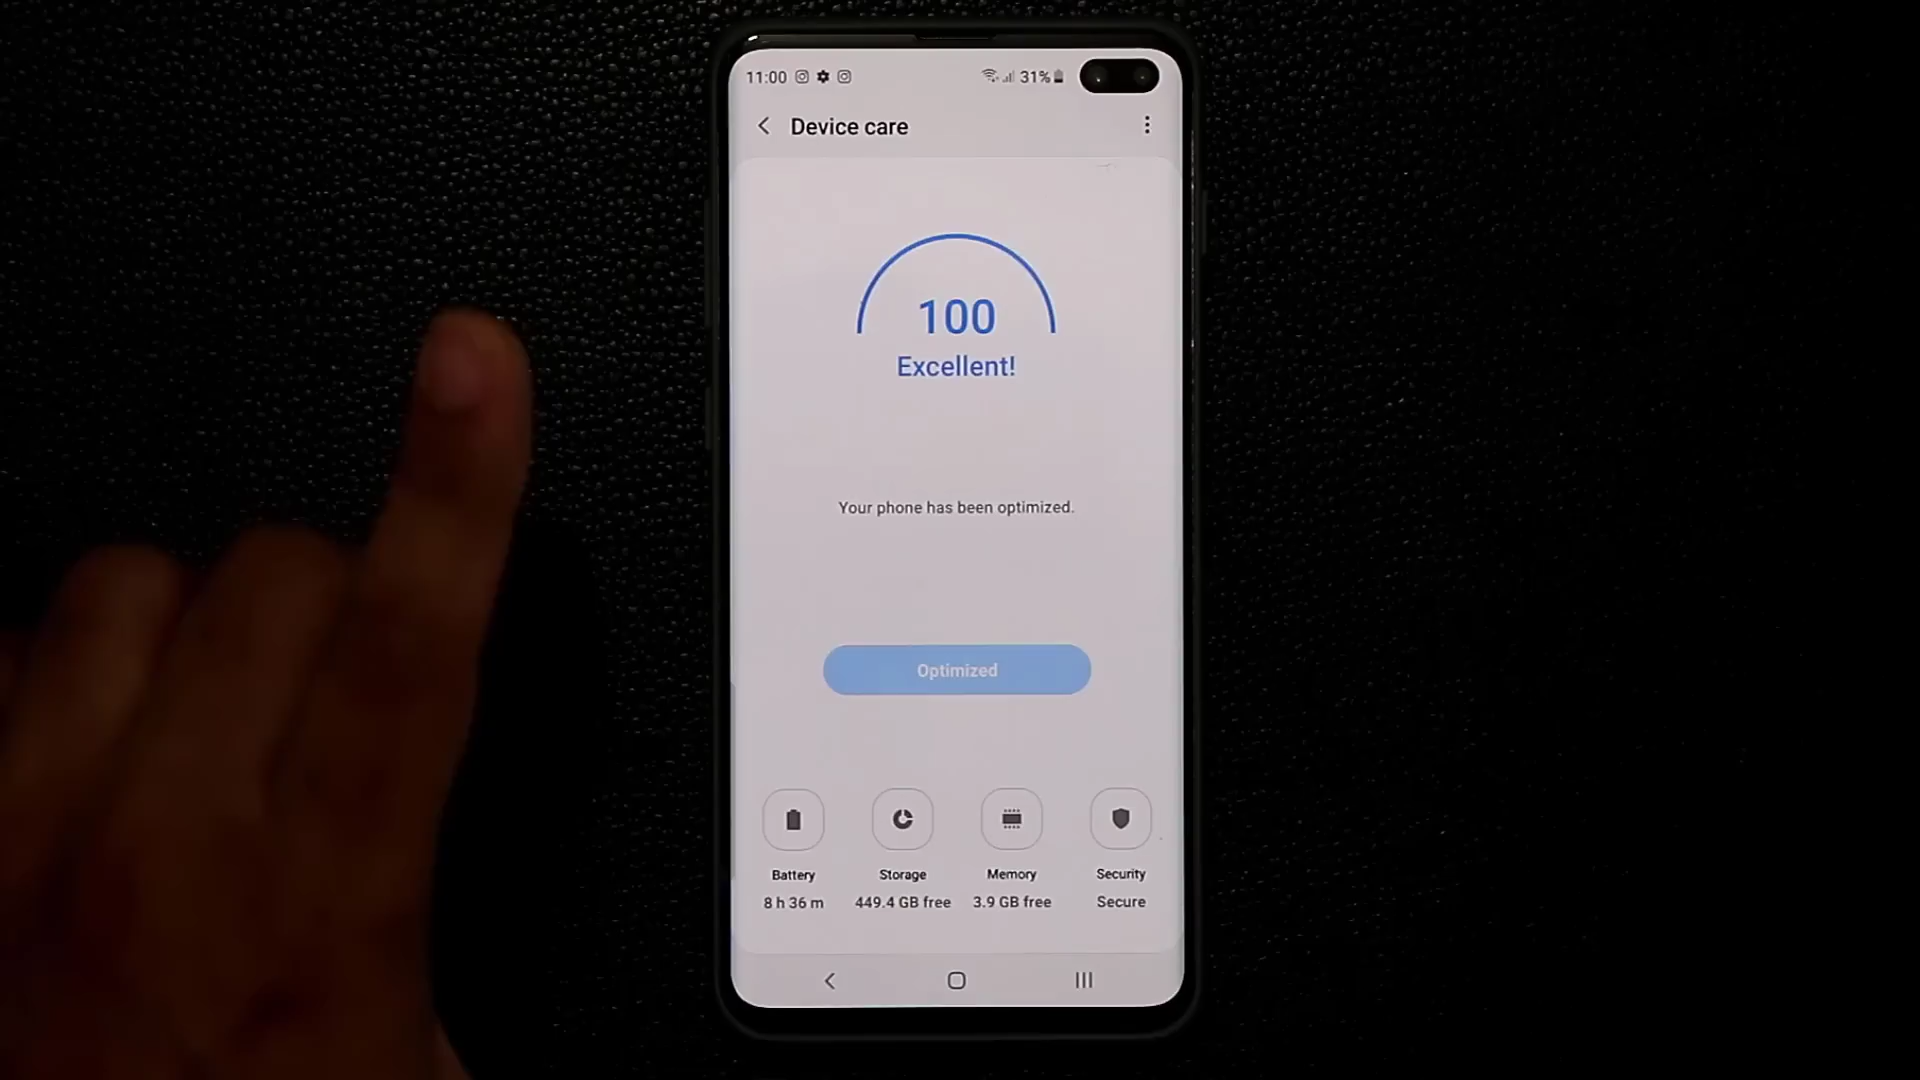 11:00 31%
Device care
100
Excellent!
Your phone has been optimized.
Optimized
Battery Storage Memory Security
8 h 36 m 449.4 GB free 3.9 GB free Secure